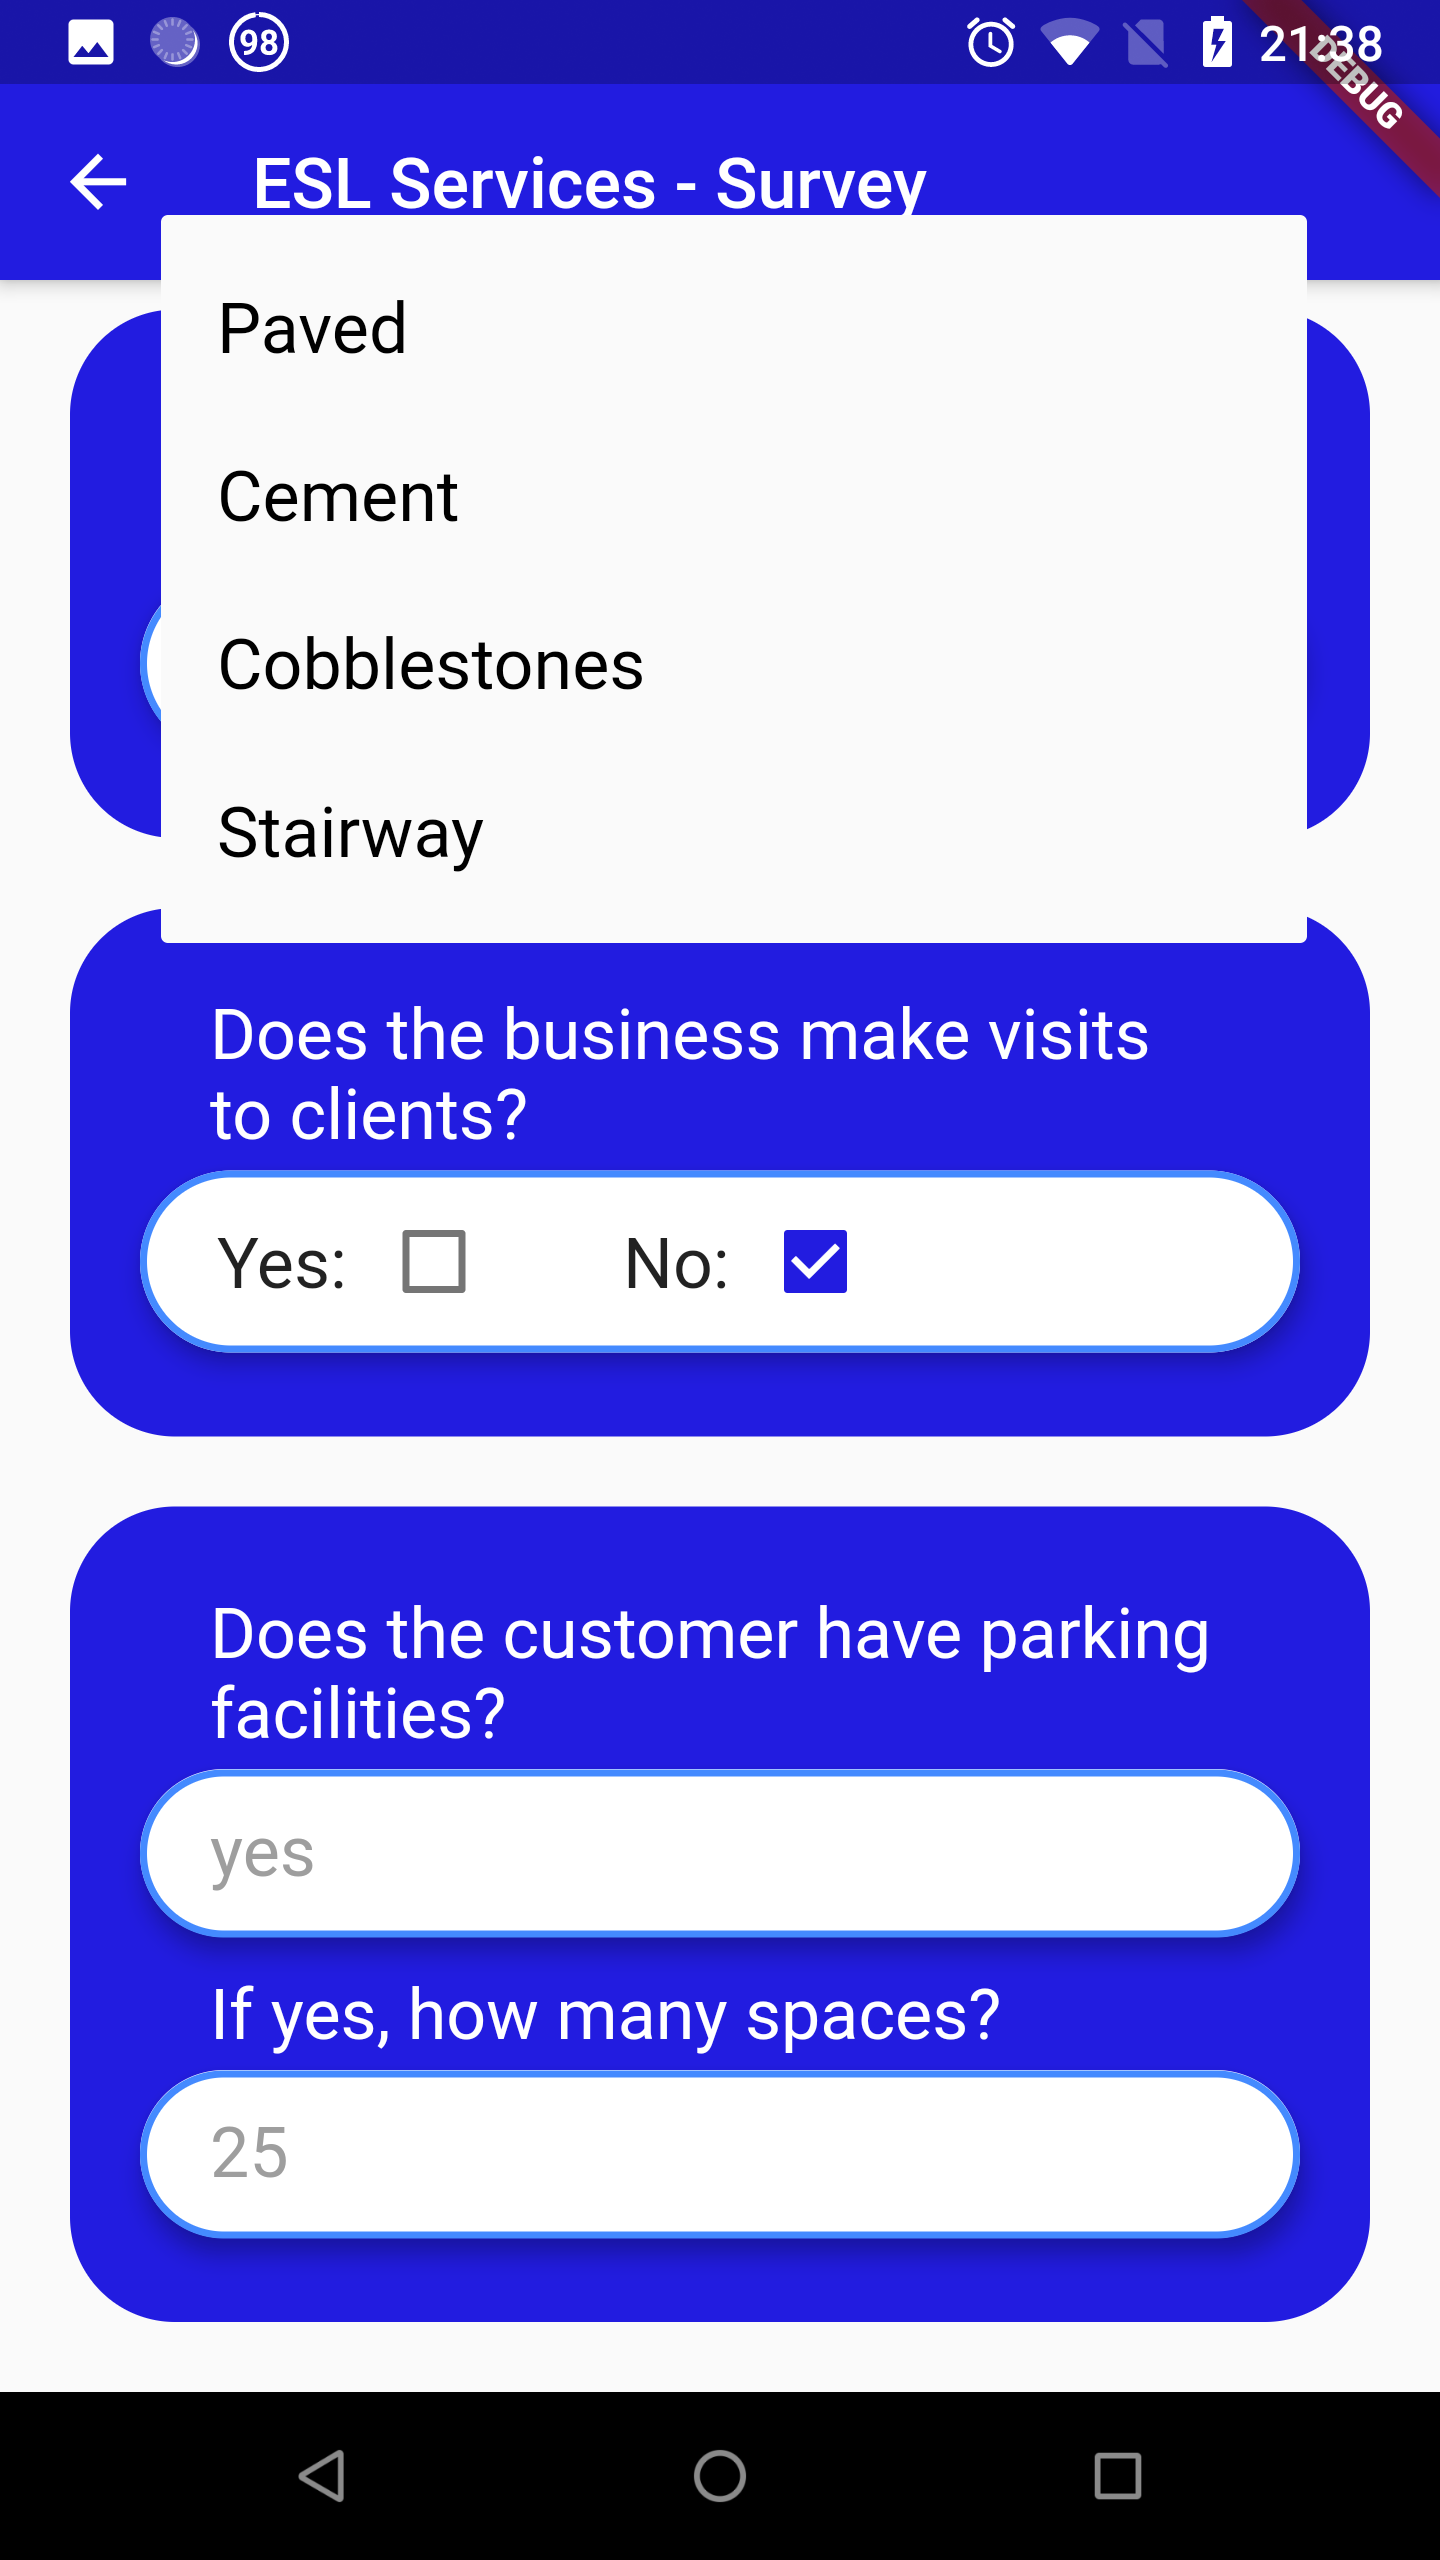 98
21:38
DEBUG
ESL Services - Survey
Paved
Cement
Cobblestones
Stairway
Does the business make visits
to clients?
Yes:
No:
Does the customer have parking
facilities?
yes
If yes, how many spaces?
25